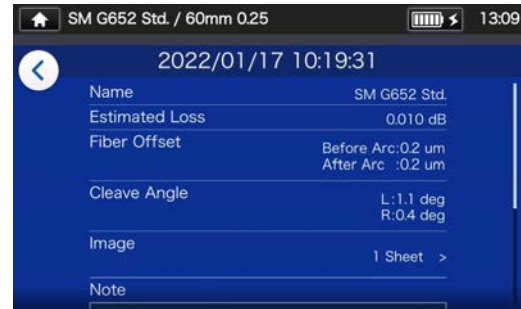 SM G652 Std. / 60mm 0.25 13:09
2022/01/17 10:19:31
Name SM G652 Std.
Estimated Loss 0.010 dB
Fiber Offset Before Arc:0.2 um
After Arc :0.2 um
Cleave Angle L:1.1 deg
R:0.4 deg
Image 1 Sheet >
Note